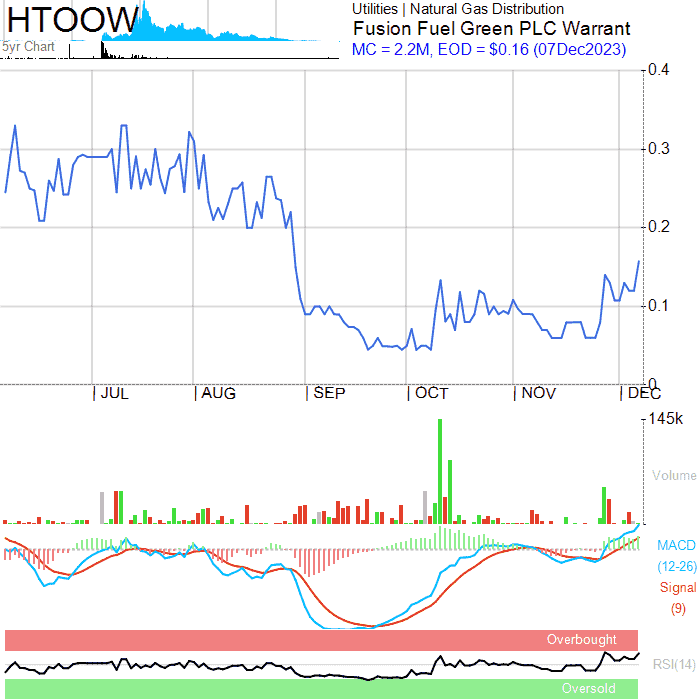 HTOOW
5yr Chart
Utilities | Natural Gas Distribution
Fusion Fuel Green PLC Warrant
MC = 2.2M, EOD = $0.16 (07Dec2023)
0.4
0.3
0.2
0.1
0
JUL AUG SEP OCT NOV DEC
145k
Volume
MACD
(12-26)
Signal
(9)
Overbought
RSI(14)
Oversold